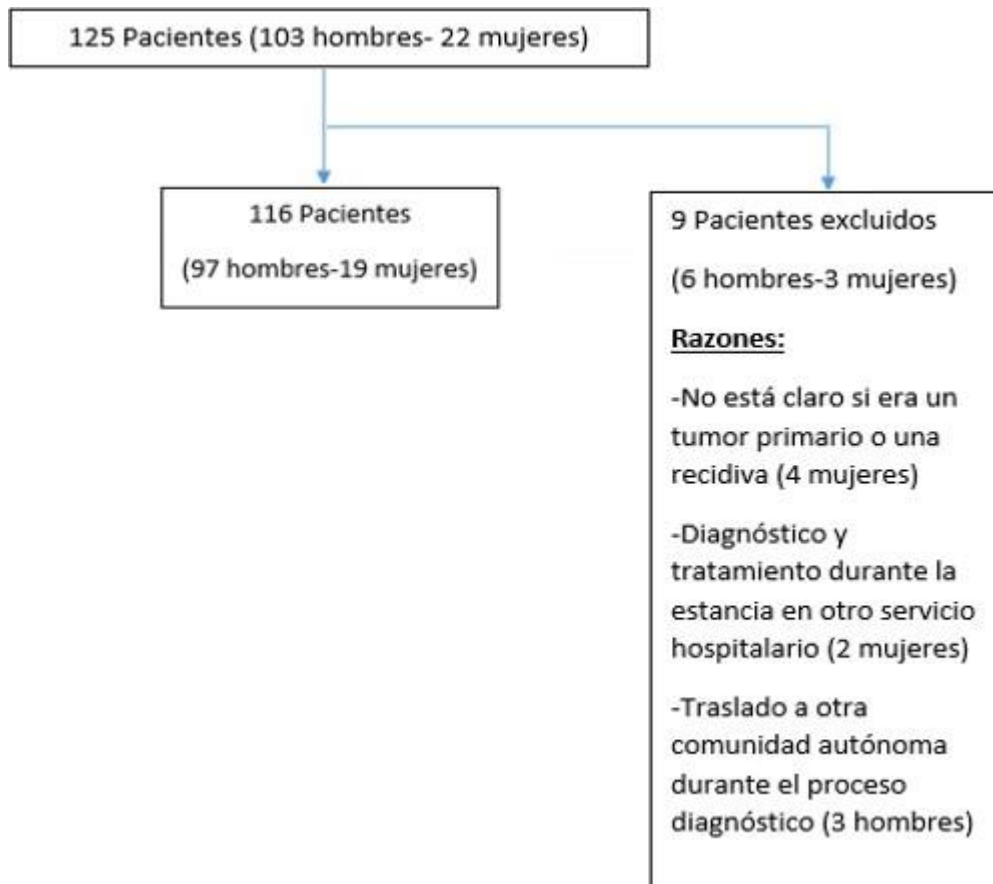 125 Pacientes (103 hombres- 22 mujeres)
116 Pacientes
(97 hombres-19 mujeres)
9 Pacientes excluidos
(6 hombres-3 mujeres)
Razones:
-No está claro si era un
tumor primario o una
recidiva (4 mujeres)
-Diagnóstico y
tratamiento durante la
estancia en otro servicio
hospitalario (2 mujeres)
-Traslado a otra
comunidad autónoma
durante el proceso
diagnóstico (3 hombres)